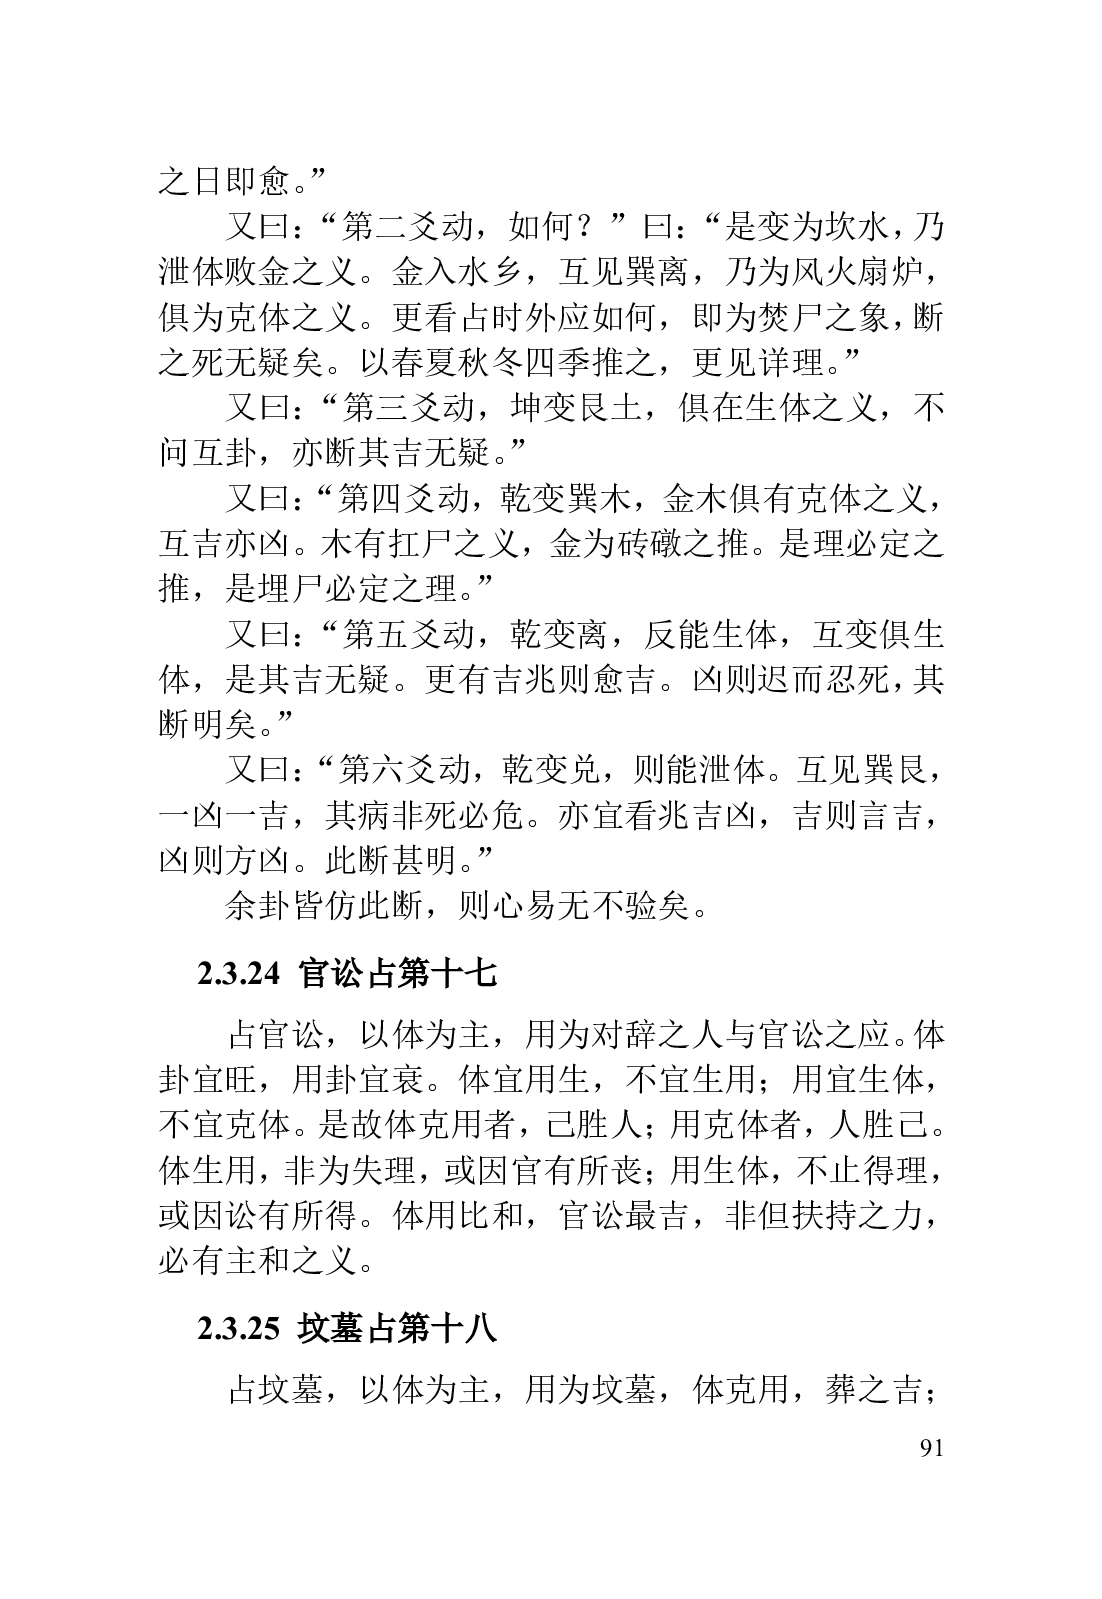 之日即愈。”
又曰：“第二爻动，如何？”曰：“是变为坎水，乃
泄体败金之义。金入水乡，互见巽离，乃为风火扇炉，
俱为克体之义。更看占时外应如何，即为焚尸之象，断
之死无疑矣。以春夏秋冬四季推之，更见详理。”
又曰：“第三爻动，坤变艮土，俱在生体之义，不
问互卦，亦断其吉无疑。”
又曰：“第四爻动，乾变巽木，金木俱有克体之义，
互吉亦凶。木有扛尸之义，金为砖礅之推。是理必定之
推，是埋尸必定之理。”
又曰：“第五爻动，乾变离，反能生体，互变俱生
体，是其吉无疑。更有吉兆则愈吉。凶则迟而忍死，其
断明矣。”
又曰：“第六爻动，乾变兑，则能泄体。互见巽艮，
一凶一吉，其病非死必危。亦宜看兆吉凶，吉则言吉，
凶则方凶。此断甚明。”
余卦皆仿此断，则心易无不验矣。
2.3.24 官讼占第十七
占官讼，以体为主，用为对辞之人与官讼之应。体
卦宜旺，用卦宜衰。体宜用生，不宜生用；用宜生体，
不宜克体。是故体克用者，己胜人；用克体者，人胜己。
体生用，非为失理，或因官有所丧；用生体，不止得理，
或因讼有所得。体用比和，官讼最吉，非但扶持之力，
必有主和之义。
2.3.25 坟墓占第十八
占坟墓，以体为主，用为坟墓，体克用，葬之吉；
91